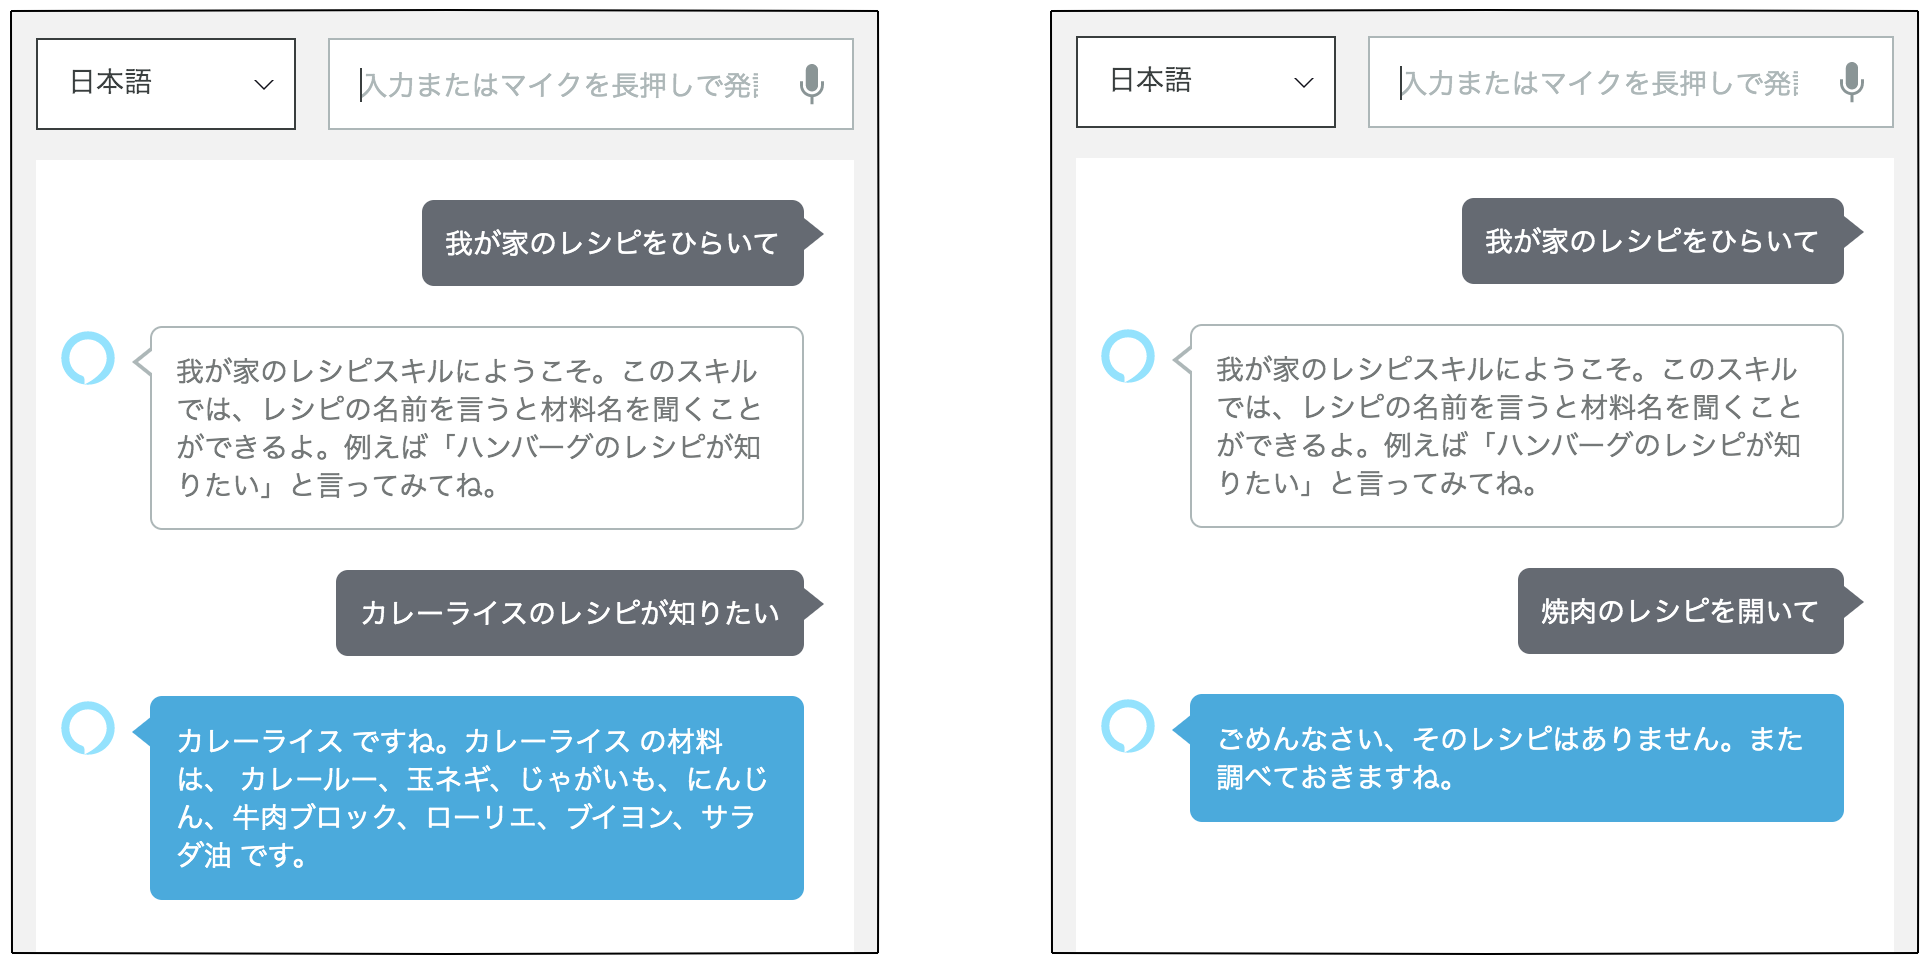 日本語
入力またはマイクを長押しで発
我が家のレシピをひらいて
我が家のレシピスキルにようこそ。このスキル
では、レシピの名前を言うと材料名を聞くこと
ができるよ。例えば「ハンバーグのレシピが知
りたい」と言ってみてね。
カレーライスのレシピが知りたい
カレーライス ですね。カレーライス の材料
は、 カレールー、玉ネギ、じゃがいも、にんじ
ん、牛肉ブロック、ローリエ、ブイヨン、サラ
ダ油 です。
日本語
入力またはマイクを長押しで発
我が家のレシピをひらいて
我が家のレシピスキルにようこそ。このスキル
では、レシピの名前を言うと材料名を聞くこと
ができるよ。例えば「ハンバーグのレシピが知
りたい」と言ってみてね。
焼肉のレシピを開いて
ごめんなさい、そのレシピはありません。また
調べておきますね。